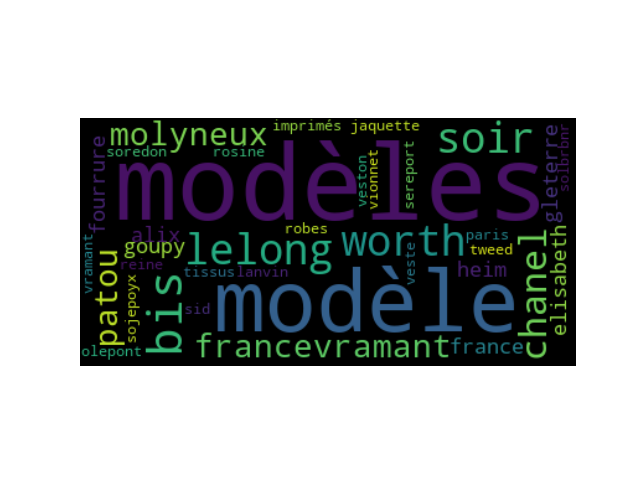 molyneux
imprimés
jaquette
soir
fourrure
soredon
rosine
modèles
veston
vionnet
sereport
gleterre
solbrbnr
alix
goupy
lelong
robes
worth
paris
tweed
vramant
reine
tissus
lanvin
veste
heim
chanel
elisabeth
patou
sojepoyx
bis
sid
modèle
olepont
francevramant
france